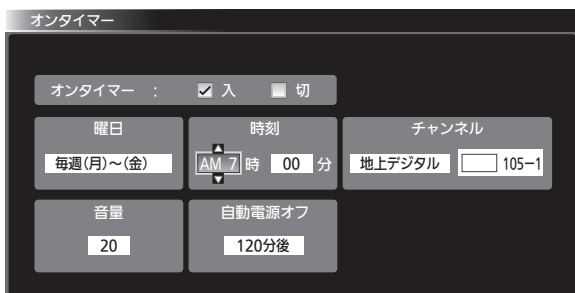 オンタイマー
オンタイマー : 入 切
曜日 時刻 チャンネル
毎週(月)～(金) AM 7 時 00 分 地上デジタル 105-1
音量 自動電源オフ
20 120分後